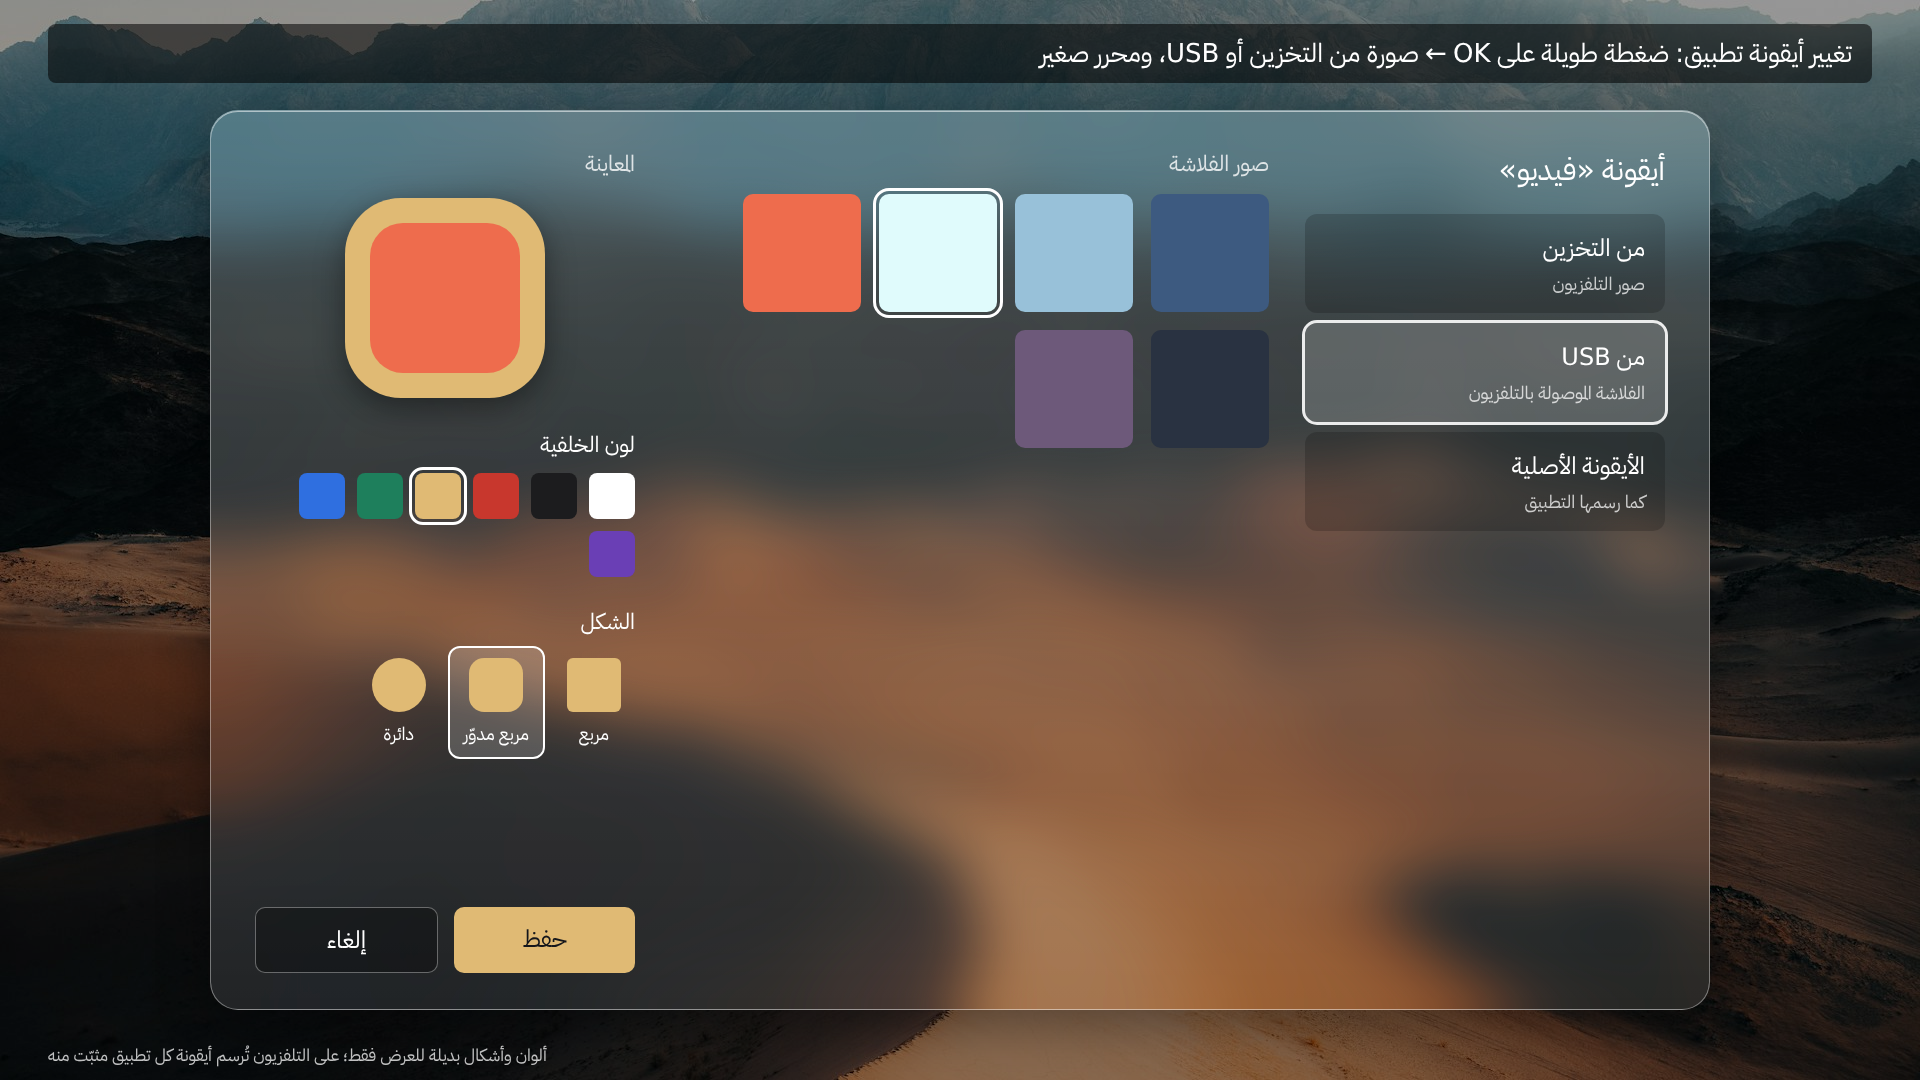 تغيير أيقونة تطبيق: ضغطة طويلة على OK ← صورة من التخزين أو USB، ومحرر صغير
أيقونة «فيديو»
من التخزين
صور التلفزيون
من USB
الفلاشة الموصولة بالتلفزيون
الأيقونة الأصلية
كما رسمها التطبيق
صور الفلاشة
المعاينة
لون الخلفية
الشكل
مربع
مربع مدوّر
دائرة
حفظ
إلغاء
ألوان وأشكال بديلة للعرض فقط؛ على التلفزيون تُرسم أيقونة كل تطبيق مثبّت منه